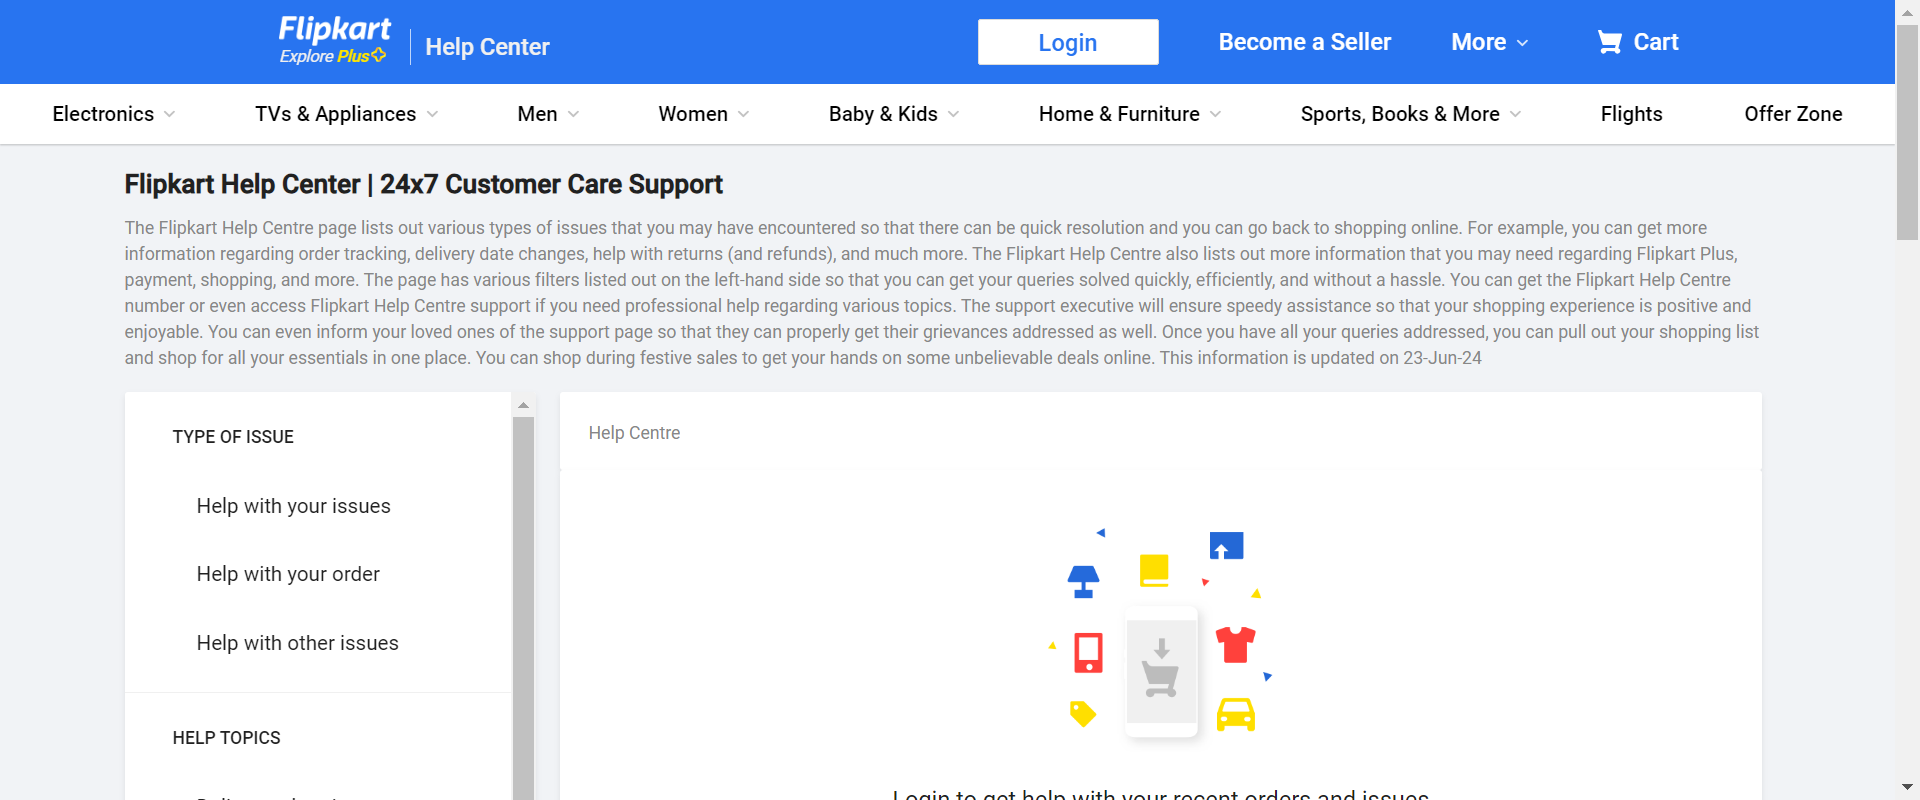 Flipkart
Explore Plus
Help Center
Login
Become a Seller
More
Cart
Electronics
TVs & Appliances
Men
Women
Baby & Kids
Home & Furniture
Sports, Books & More
Flights
Offer Zone
Flipkart Help Center | 24x7 Customer Care Support
The Flipkart Help Centre page lists out various types of issues that you may have encountered so that there can be quick resolution and you can go back to shopping online. For example, you can get more
information regarding order tracking, delivery date changes, help with returns (and refunds), and much more. The Flipkart Help Centre also lists out more information that you may need regarding Flipkart Plus,
payment, shopping, and more. The page has various filters listed out on the left-hand side so that you can get your queries solved quickly, efficiently, and without a hassle. You can get the Flipkart Help Centre
number or even access Flipkart Help Centre support if you need professional help regarding various topics. The support executive will ensure speedy assistance so that your shopping experience is positive and
enjoyable. You can even inform your loved ones of the support page so that they can properly get their grievances addressed as well. Once you have all your queries addressed, you can pull out your shopping list
and shop for all your essentials in one place. You can shop during festive sales to get your hands on some unbelievable deals online. This information is updated on 23-Jun-24
TYPE OF ISSUE
Help with your issues
Help with your order
Help with other issues
HELP TOPICS
Help Centre
Login to get help with your recent orders and issues